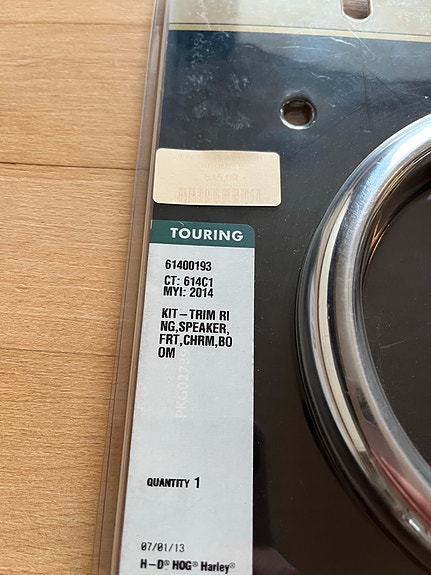 TOURING
61400193
CT: 614C1
MYI: 2014
KIT-TRIM RI
NG,SPEAKER,
FRT,CHRM,BO
OM
QUANTITY 1
07/01/13
H-D® HOG® Harley®